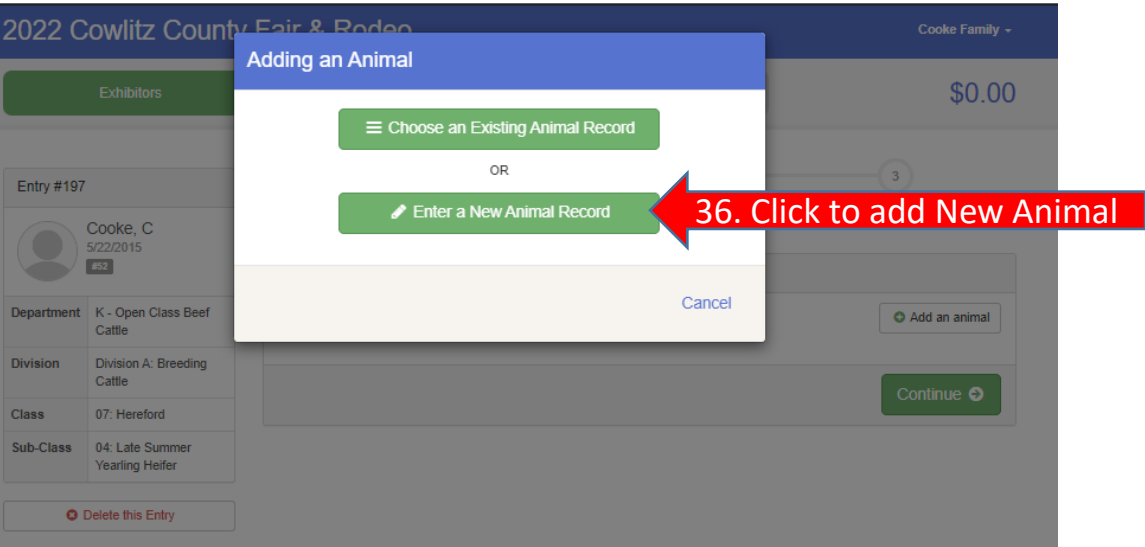 2022 Cowlitz County Fair & Rodeo
Cooke Family
Adding an Animal
Exhibitors
$0.00
Choose an Existing Animal Record
OR
3
Entry #197
Enter a New Animal Record
36. Click to add New Animal
Cooke, C
5/22/2015
#52
Cancel
Department
K - Open Class Beef
Cattle
Add an animal
Division
Division A: Breeding
Cattle
Continue
Class
07: Hereford
Sub-Class
04: Late Summer
Yearling Heifer
Delete this Entry